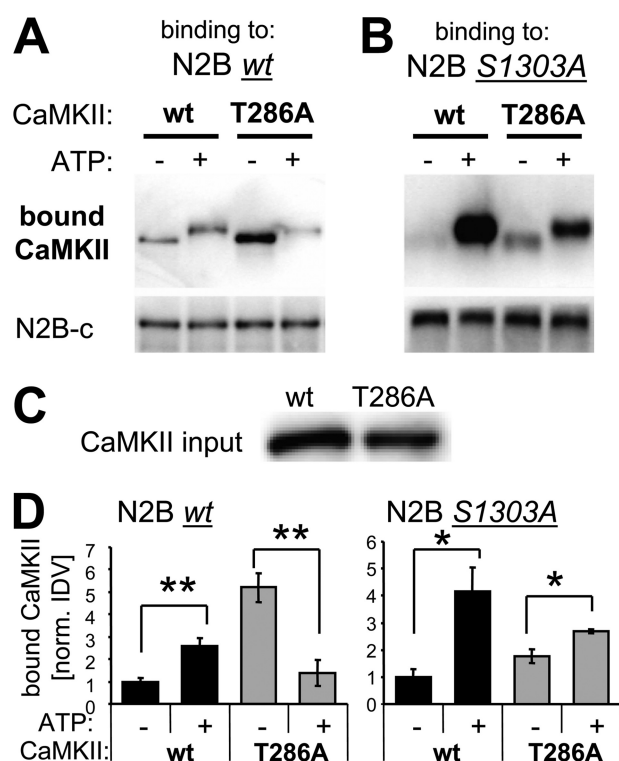 A
binding to:
N2B wt
CaMKII: wt T286A
ATP: - + - +
bound
CaMKII
N2B-c
B
binding to:
N2B S1303A
wt T286A
- + - +
C
wt T286A
CaMKII input
D
N2B wt
bound CaMKII
[norm. IDV]
7
6
5
4
3
2
1
0
** **
ATP: - + - +
CaMKII: wt T286A
N2B S1303A
6
5
4
3
2
1
0
* *
- + - +
wt T286A